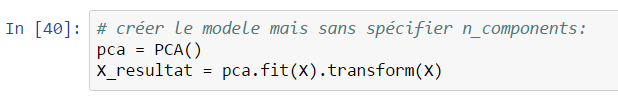 In [40]: # créer le modele mais sans spécifier n_components:
pca = PCA()
X_resultat = pca.fit(X).transform(X)